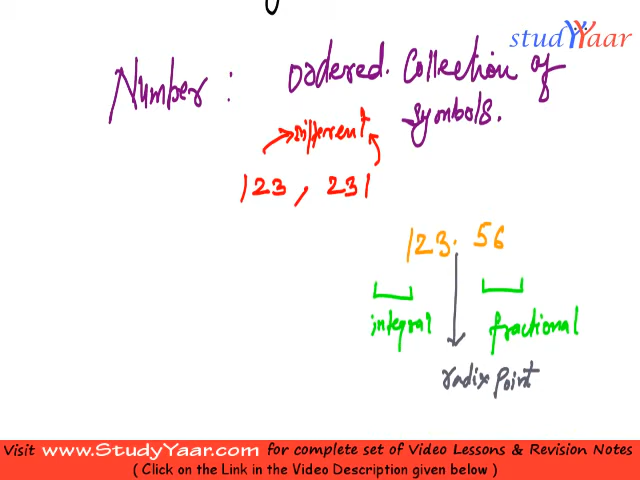 studYYaar
Number : Ordered Collection of
symbols.
different
123 , 231
123. 56
integral fractional
radix point
Visit www.StudyYaar.com for complete set of Video Lessons & Revision Notes
( Click on the Link in the Video Description given below )